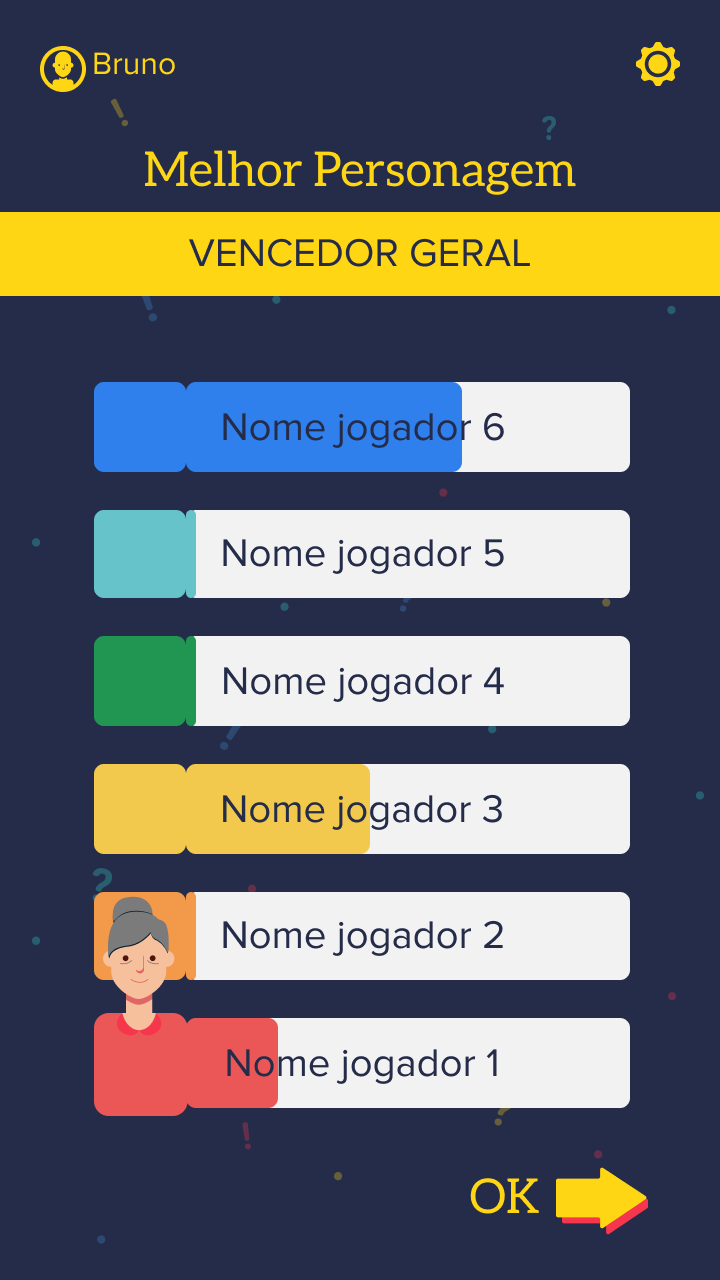 Bruno
Melhor Personagem
VENCEDOR GERAL
Nome jogador 6
Nome jogador 5
Nome jogador 4
Nome jogador 3
Nome jogador 2
Nome jogador 1
OK